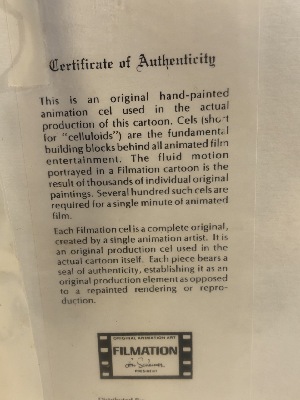 Certificate of Authenticity
This is an original hand-painted
animation cel used in the actual
production of this cartoon. Cels (short
for "celluloids") are the fundamental
building blocks behind all animated film
entertainment. The fluid motion
portrayed in a Filmation cartoon is the
result of thousands of individual original
paintings. Several hundred such cels are
required for a single minute of animated
film.
Each Filmation cel is a complete original,
created by a single animation artist. It is
an original production cel used in the
actual cartoon itself. Each piece bears a
seal of authenticity, establishing it as an
original production element as opposed
to a repainted rendering or repro-
duction.
ORIGINAL ANIMATION ART
FILMATION
PRESIDENT